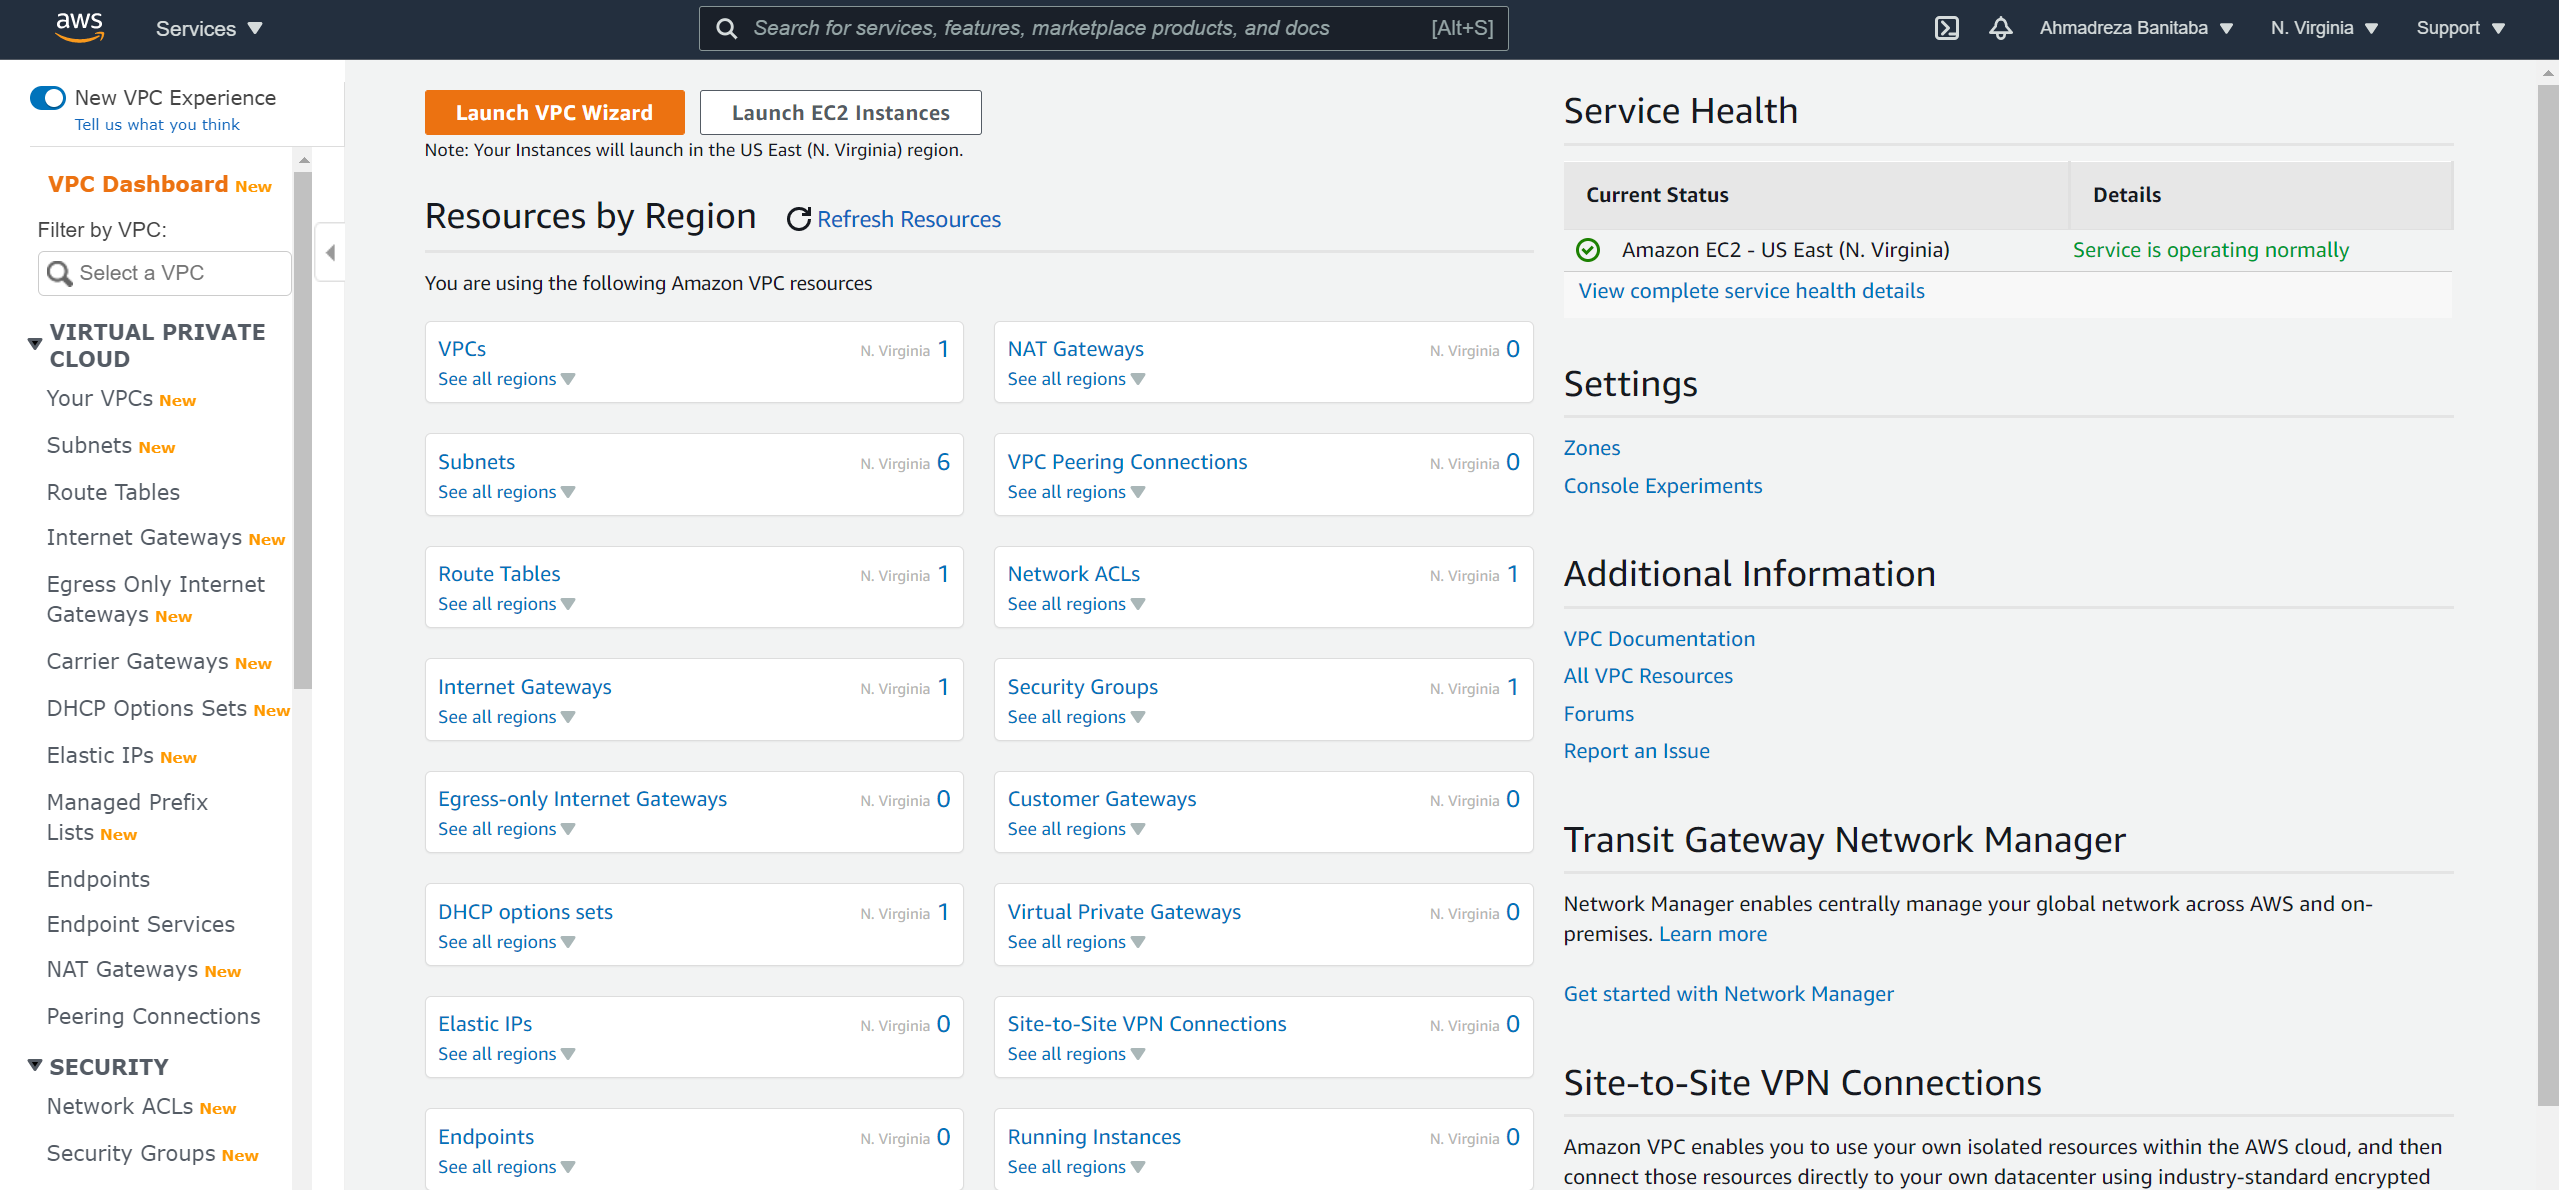 aws
Services
Search for services, features, marketplace products, and docs [Alt+S]
Ahmadreza Banitaba
N. Virginia
Support
New VPC Experience
Tell us what you think
VPC Dashboard New
Filter by VPC:
Select a VPC
VIRTUAL PRIVATE
CLOUD
Your VPCs New
Subnets New
Route Tables
Internet Gateways New
Egress Only Internet
Gateways New
Carrier Gateways New
DHCP Options Sets New
Elastic IPs New
Managed Prefix
Lists New
Endpoints
Endpoint Services
NAT Gateways New
Peering Connections
SECURITY
Network ACLs New
Security Groups New
Launch VPC Wizard
Launch EC2 Instances
Note: Your Instances will launch in the US East (N. Virginia) region.
Resources by Region
Refresh Resources
You are using the following Amazon VPC resources
VPCs N. Virginia 1
See all regions
NAT Gateways N. Virginia 0
See all regions
Subnets N. Virginia 6
See all regions
VPC Peering Connections N. Virginia 0
See all regions
Route Tables N. Virginia 1
See all regions
Network ACLs N. Virginia 1
See all regions
Internet Gateways N. Virginia 1
See all regions
Security Groups N. Virginia 1
See all regions
Egress-only Internet Gateways N. Virginia 0
See all regions
Customer Gateways N. Virginia 0
See all regions
DHCP options sets N. Virginia 1
See all regions
Virtual Private Gateways N. Virginia 0
See all regions
Elastic IPs N. Virginia 0
See all regions
Site-to-Site VPN Connections N. Virginia 0
See all regions
Endpoints N. Virginia 0
See all regions
Running Instances N. Virginia 0
See all regions
Service Health
Current Status Details
Amazon EC2 - US East (N. Virginia) Service is operating normally
View complete service health details
Settings
Zones
Console Experiments
Additional Information
VPC Documentation
All VPC Resources
Forums
Report an Issue
Transit Gateway Network Manager
Network Manager enables centrally manage your global network across AWS and on-
premises. Learn more
Get started with Network Manager
Site-to-Site VPN Connections
Amazon VPC enables you to use your own isolated resources within the AWS cloud, and then
connect those resources directly to your own datacenter using industry-standard encrypted